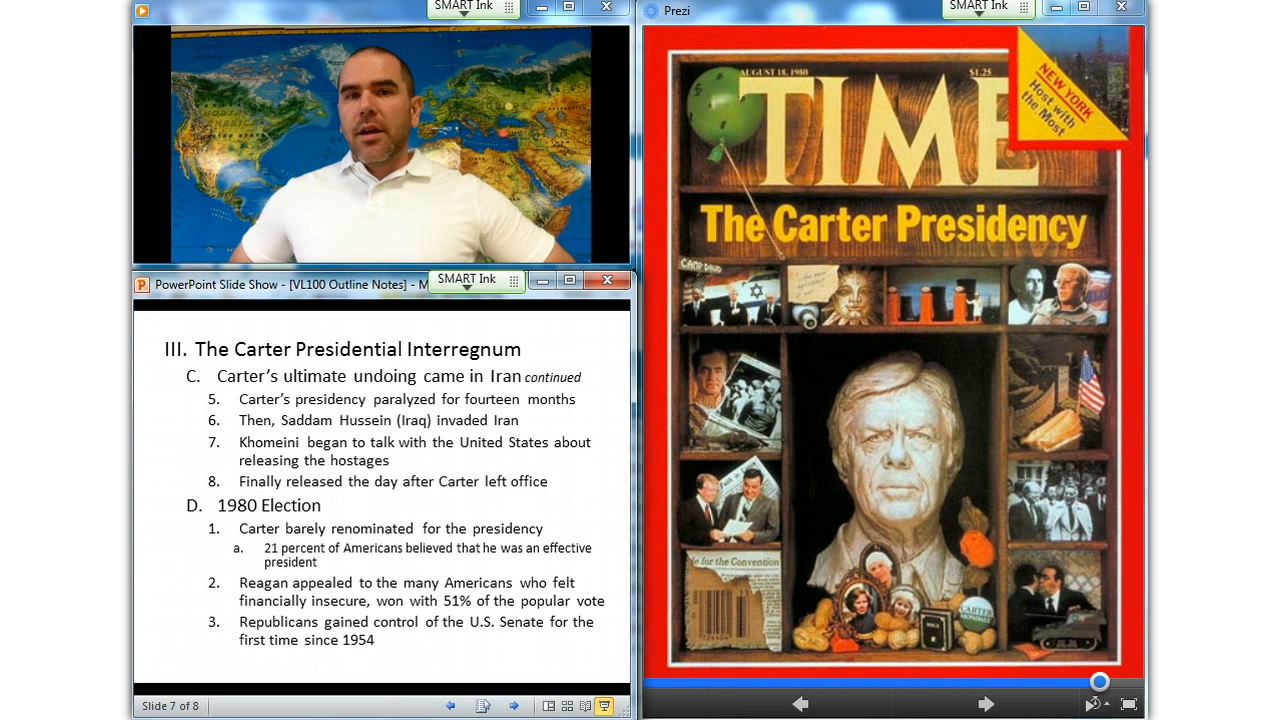 SMART Ink
PowerPoint Slide Show - [VL100 Outline Notes] - M
SMART Ink
III. The Carter Presidential Interregnum
C. Carter's ultimate undoing came in Iran continued
5. Carter's presidency paralyzed for fourteen months
6. Then, Saddam Hussein (Iraq) invaded Iran
7. Khomeini began to talk with the United States about
releasing the hostages
8. Finally released the day after Carter left office
D. 1980 Election
1. Carter barely renominated for the presidency
a. 21 percent of Americans believed that he was an effective
president
2. Reagan appealed to the many Americans who felt
financially insecure, won with 51% of the popular vote
3. Republicans gained control of the U.S. Senate for the
first time since 1954
Slide 7 of 8
Prezi
SMART Ink
AUGUST 18, 1980
$1.25
TIME
NEW YORK
Host with
the Most
The Carter Presidency
CAMP DAVID
le for the Convention
CARTER
MONDALE